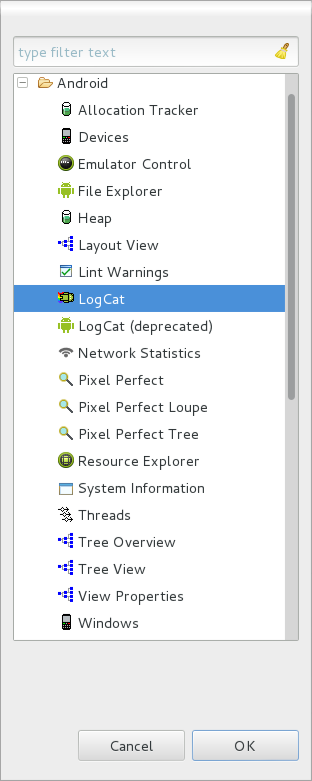 type filter text
Android
Allocation Tracker
Devices
Emulator Control
File Explorer
Heap
Layout View
Lint Warnings
LogCat
LogCat (deprecated)
Network Statistics
Pixel Perfect
Pixel Perfect Loupe
Pixel Perfect Tree
Resource Explorer
System Information
Threads
Tree Overview
Tree View
View Properties
Windows
Cancel OK